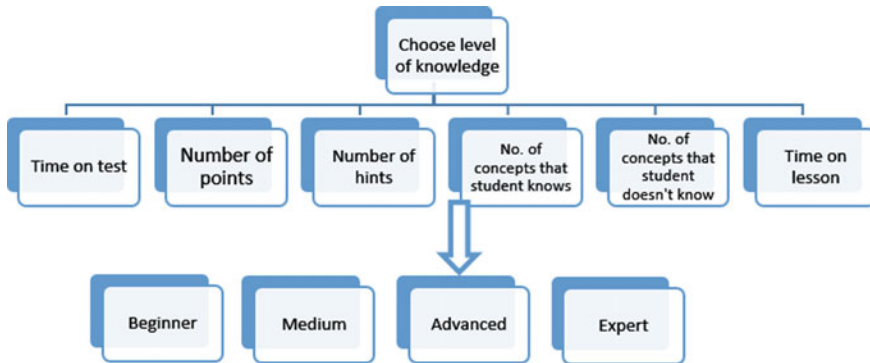 Choose level
of knowledge
Time on test
Number of
points
Number of
hints
No. of
concepts that
student knows
No. of
concepts that
student
doesn't know
Time on
lesson
Beginner
Medium
Advanced
Expert